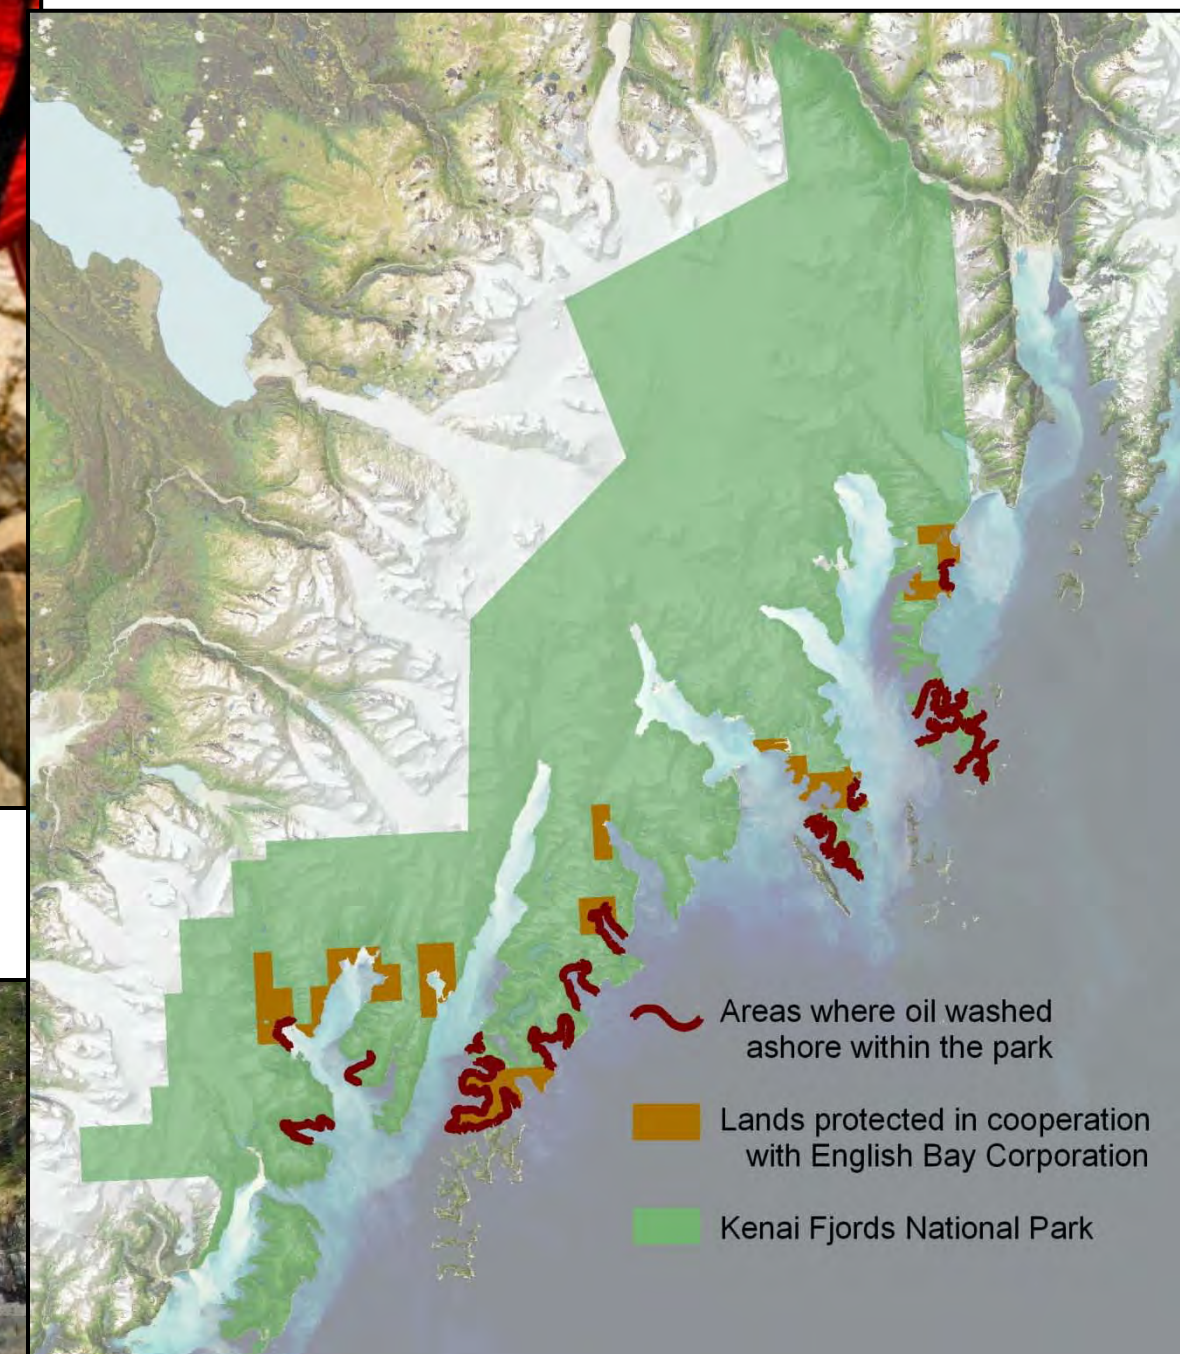 Areas where oil washed
ashore within the park
Lands protected in cooperation
with English Bay Corporation
Kenai Fjords National Park